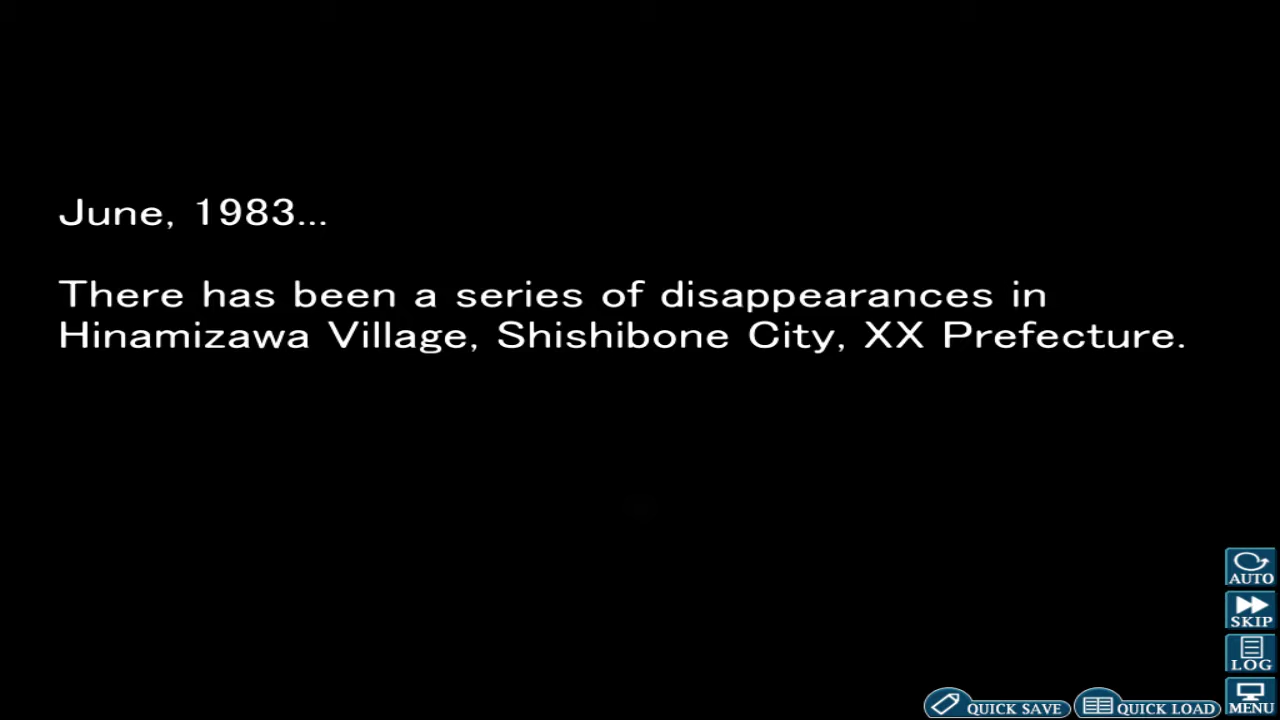 June, 1983...
There has been a series of disappearances in
Hinamizawa Village, Shishibone City, XX Prefecture.
AUTO
SKIP
LOG
QUICK SAVE
QUICK LOAD
MENU